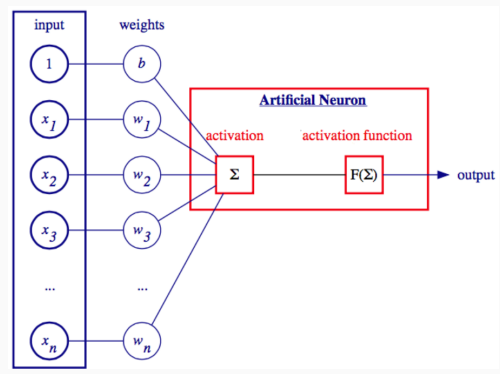 input weights
1 b
Artificial Neuron
x1 w1 activation activation function
x2 w2 Σ F(Σ) output
x3 w3
... ...
xn wn